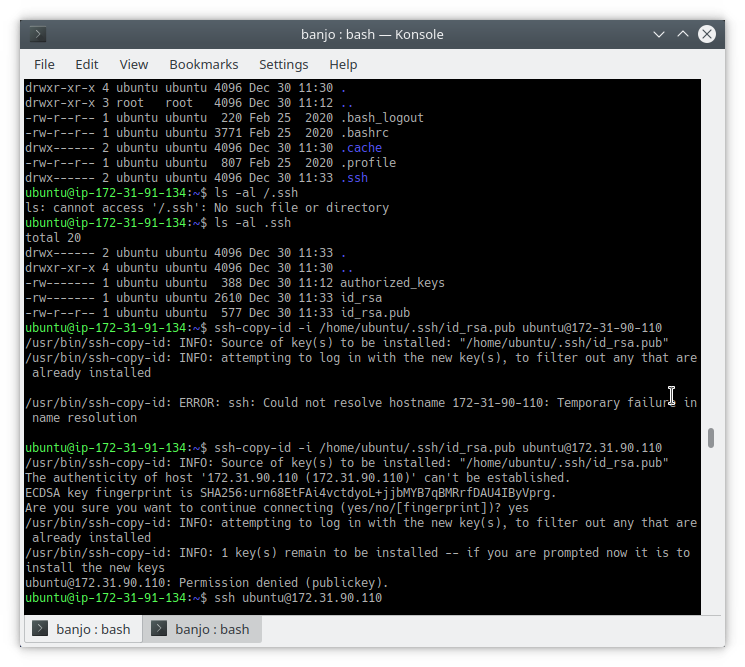 banjo : bash — Konsole
File Edit View Bookmarks Settings Help
drwxr-xr-x 4 ubuntu ubuntu 4096 Dec 30 11:30 .
drwxr-xr-x 3 root   root   4096 Dec 30 11:12 ..
-rw-r--r-- 1 ubuntu ubuntu  220 Feb 25  2020 .bash_logout
-rw-r--r-- 1 ubuntu ubuntu 3771 Feb 25  2020 .bashrc
drwx------ 2 ubuntu ubuntu 4096 Dec 30 11:30 .cache
-rw-r--r-- 1 ubuntu ubuntu  807 Feb 25  2020 .profile
drwx------ 2 ubuntu ubuntu 4096 Dec 30 11:33 .ssh
ubuntu@ip-172-31-91-134:~$ ls -al /.ssh
ls: cannot access '/.ssh': No such file or directory
ubuntu@ip-172-31-91-134:~$ ls -al .ssh
total 20
drwx------ 2 ubuntu ubuntu 4096 Dec 30 11:33 .
drwxr-xr-x 4 ubuntu ubuntu 4096 Dec 30 11:30 ..
-rw------- 1 ubuntu ubuntu  388 Dec 30 11:12 authorized_keys
-rw------- 1 ubuntu ubuntu 2610 Dec 30 11:33 id_rsa
-rw-r--r-- 1 ubuntu ubuntu  577 Dec 30 11:33 id_rsa.pub
ubuntu@ip-172-31-91-134:~$ ssh-copy-id -i /home/ubuntu/.ssh/id_rsa.pub ubuntu@172-31-90-110
/usr/bin/ssh-copy-id: INFO: Source of key(s) to be installed: "/home/ubuntu/.ssh/id_rsa.pub"
/usr/bin/ssh-copy-id: INFO: attempting to log in with the new key(s), to filter out any that are
 already installed
/usr/bin/ssh-copy-id: ERROR: ssh: Could not resolve hostname 172-31-90-110: Temporary failure in
 name resolution
ubuntu@ip-172-31-91-134:~$ ssh-copy-id -i /home/ubuntu/.ssh/id_rsa.pub ubuntu@172.31.90.110
/usr/bin/ssh-copy-id: INFO: Source of key(s) to be installed: "/home/ubuntu/.ssh/id_rsa.pub"
The authenticity of host '172.31.90.110 (172.31.90.110)' can't be established.
ECDSA key fingerprint is SHA256:urn68EtFAi4vctdyoL+jjbMYB7qBMRrfDAU4IByVprg.
Are you sure you want to continue connecting (yes/no/[fingerprint])? yes
/usr/bin/ssh-copy-id: INFO: attempting to log in with the new key(s), to filter out any that are
 already installed
/usr/bin/ssh-copy-id: INFO: 1 key(s) remain to be installed -- if you are prompted now it is to
install the new keys
ubuntu@172.31.90.110: Permission denied (publickey).
ubuntu@ip-172-31-91-134:~$ ssh ubuntu@172.31.90.110
banjo : bash banjo : bash